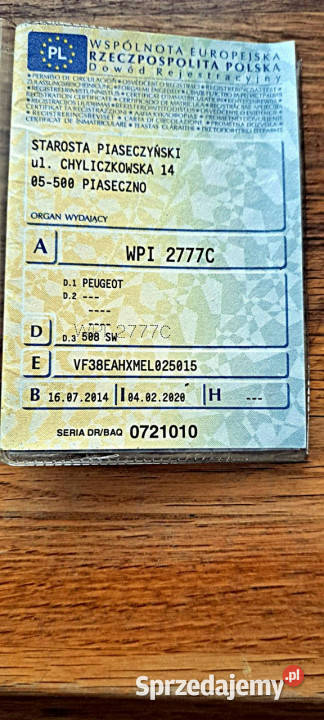 PL
WSPÓLNOTA EUROPEJSKA
RZECZPOSPOLITA POLSKA
Dowód Rejestracyjny
STAROSTA PIASECZYŃSKI
ul. CHYLICZKOWSKA 14
05-500 PIASECZNO
ORGAN WYDAJĄCY
A WPI 2777C
D.1 PEUGEOT
D.2 ---
----
----
WPI 2777C
D D.3 508 SW
E VF38EAHXMEL025015
B 16.07.2014 I 04.02.2020 H ---
SERIA DR/BAQ 0721010
Sprzedajemy.pl